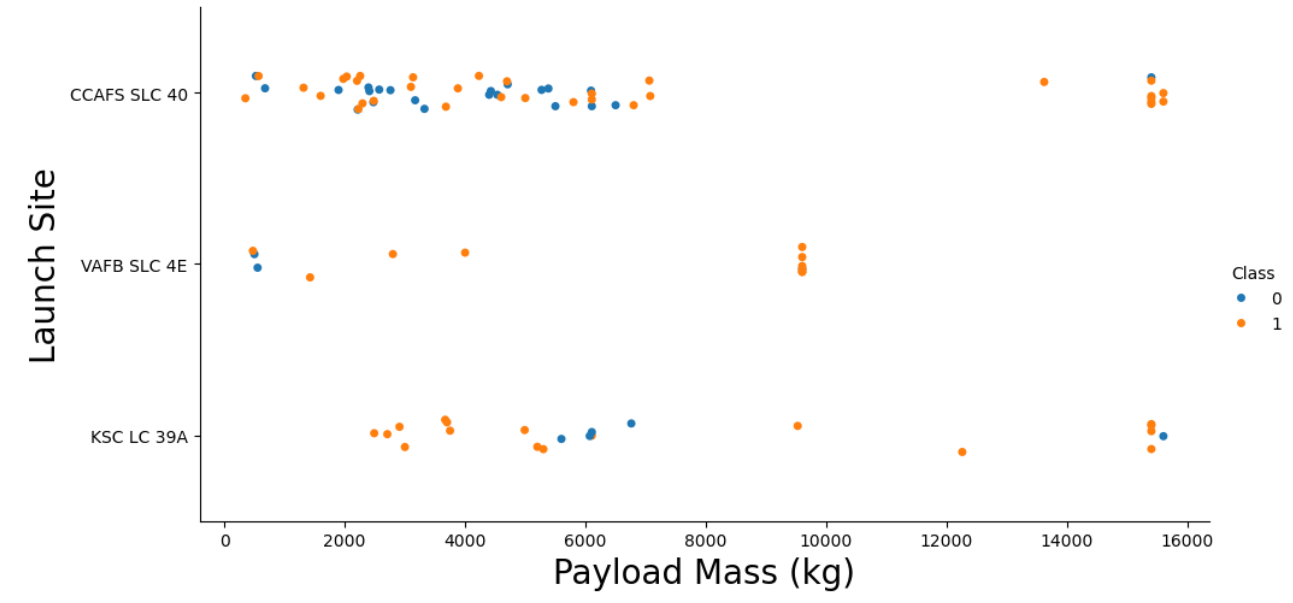 Launch Site
CCAFS SLC 40
VAFB SLC 4E
KSC LC 39A
0 2000 4000 6000 8000 10000 12000 14000 16000
Payload Mass (kg)
Class
0
1